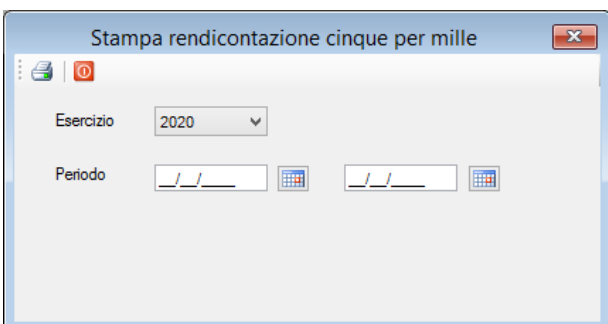 Stampa rendicontazione cinque per mille
Esercizio 2020
Periodo __/__/____ __/__/____